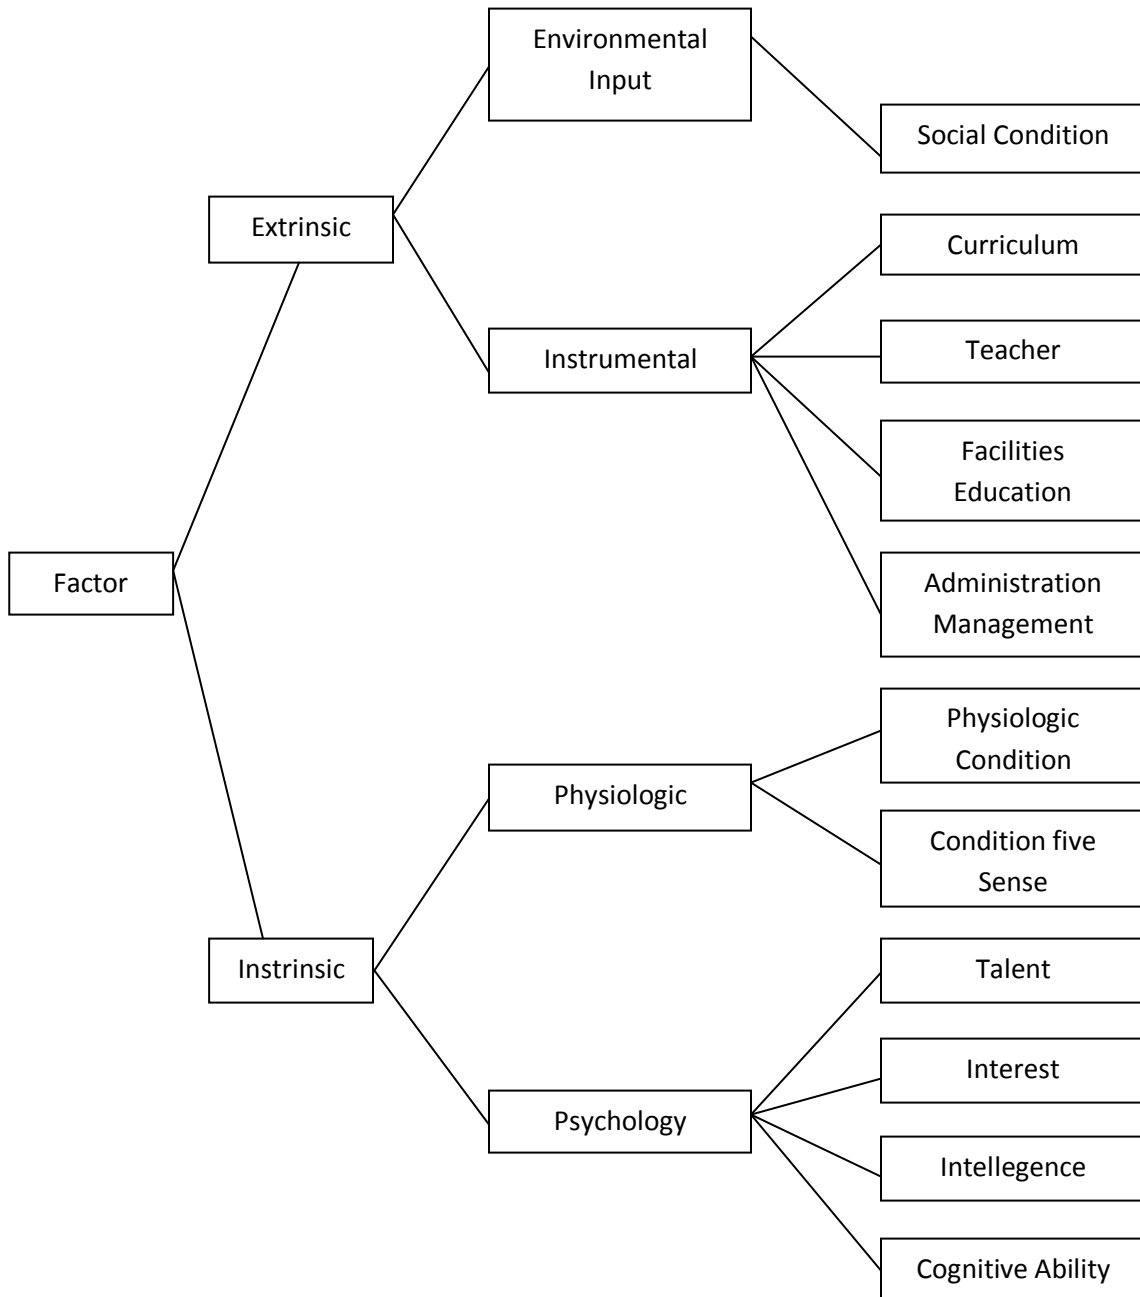 Environmental
Input
Social Condition
Extrinsic
Curriculum
Instrumental
Teacher
Facilities
Education
Factor
Administration
Management
Physiologic
Condition
Physiologic
Condition five
Sense
Instrinsic
Talent
Interest
Psychology
Intellegence
Cognitive Ability